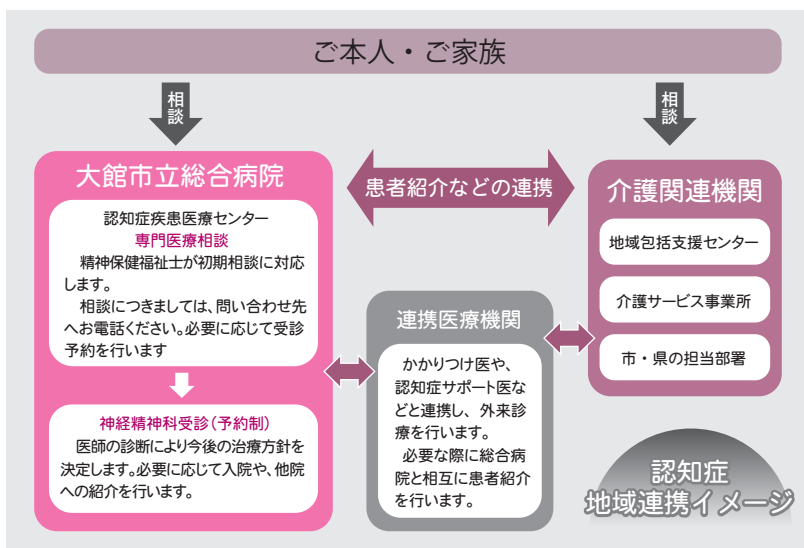 ご本人・ご家族
相談
相談
大館市立総合病院
認知症疾患医療センター
専門医療相談
精神保健福祉士が初期相談に対応
します。
相談につきましては、問い合わせ先
へお電話ください。必要に応じて受診
予約を行います
神経精神科受診(予約制)
医師の診断により今後の治療方針を
決定します。必要に応じて入院や、他院
への紹介を行います。
患者紹介などの連携
連携医療機関
かかりつけ医や、
認知症サポート医な
どと連携し、外来診
療を行います。
必要な際に総合病
院と相互に患者紹介
を行います。
介護関連機関
地域包括支援センター
介護サービス事業所
市・県の担当部署
認知症
地域連携イメージ